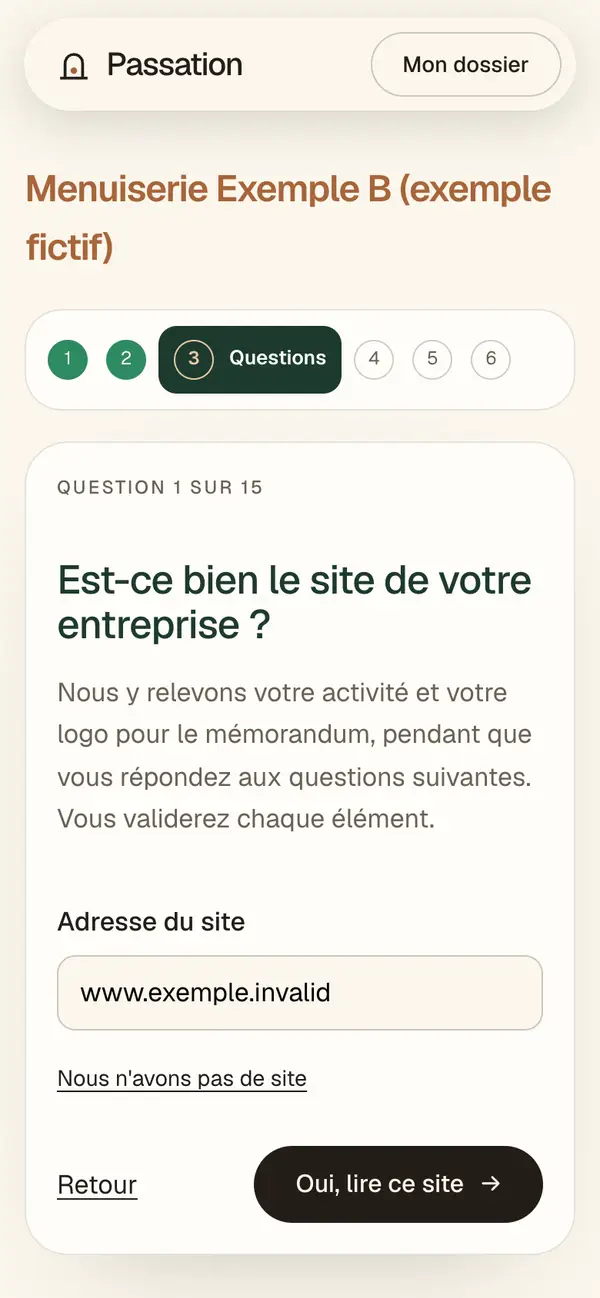 Passation
Mon dossier
Menuiserie Exemple B (exemple
fictif)
1 2 3 Questions 4 5 6
QUESTION 1 SUR 15
Est-ce bien le site de votre
entreprise ?
Nous y relevons votre activité et votre
logo pour le mémorandum, pendant que
vous répondez aux questions suivantes.
Vous validerez chaque élément.
Adresse du site
www.exemple.invalid
Nous n'avons pas de site
Retour
Oui, lire ce site →